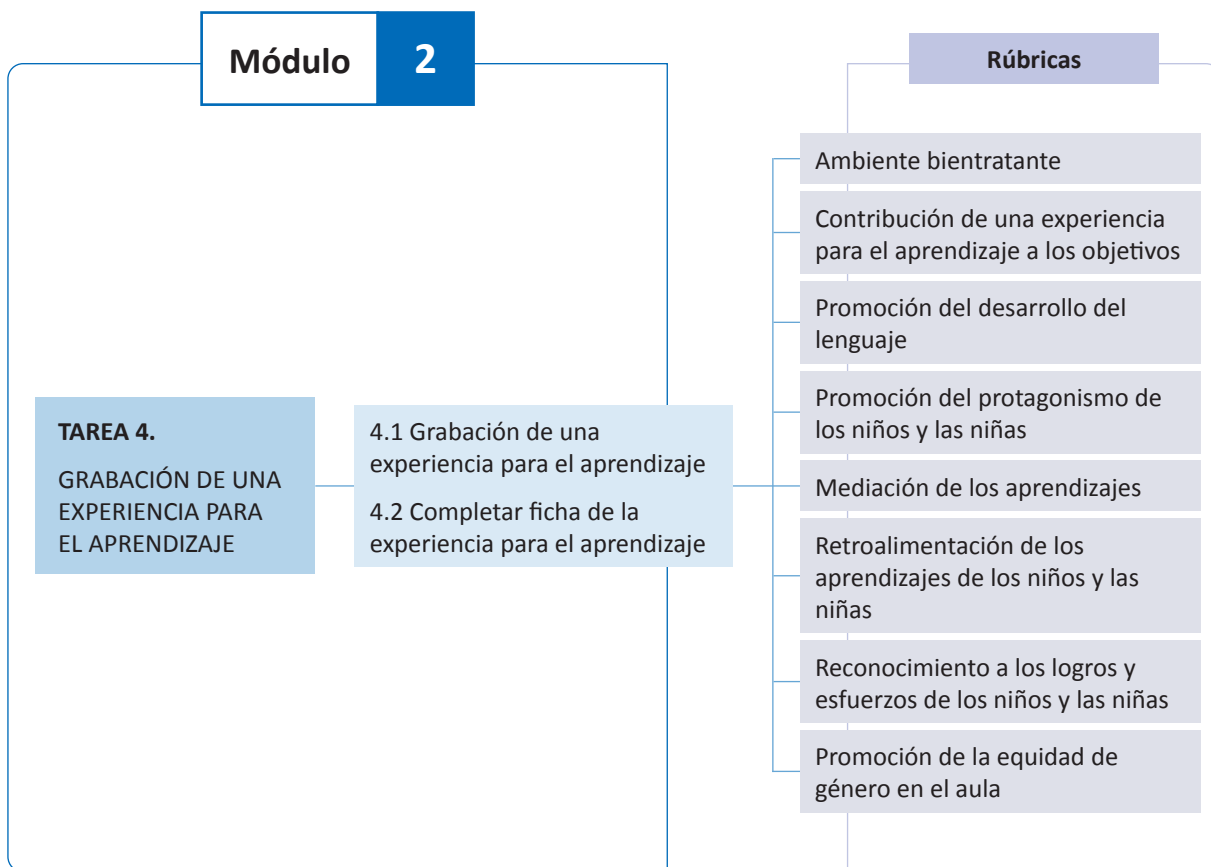 Módulo 2
Rúbricas
TAREA 4.
GRABACIÓN DE UNA
EXPERIENCIA PARA
EL APRENDIZAJE
4.1 Grabación de una
experiencia para el aprendizaje
4.2 Completar ficha de la
experiencia para el aprendizaje
Ambiente bientratante
Contribución de una experiencia
para el aprendizaje a los objetivos
Promoción del desarrollo del
lenguaje
Promoción del protagonismo de
los niños y las niñas
Mediación de los aprendizajes
Retroalimentación de los
aprendizajes de los niños y las
niñas
Reconocimiento a los logros y
esfuerzos de los niños y las niñas
Promoción de la equidad de
género en el aula